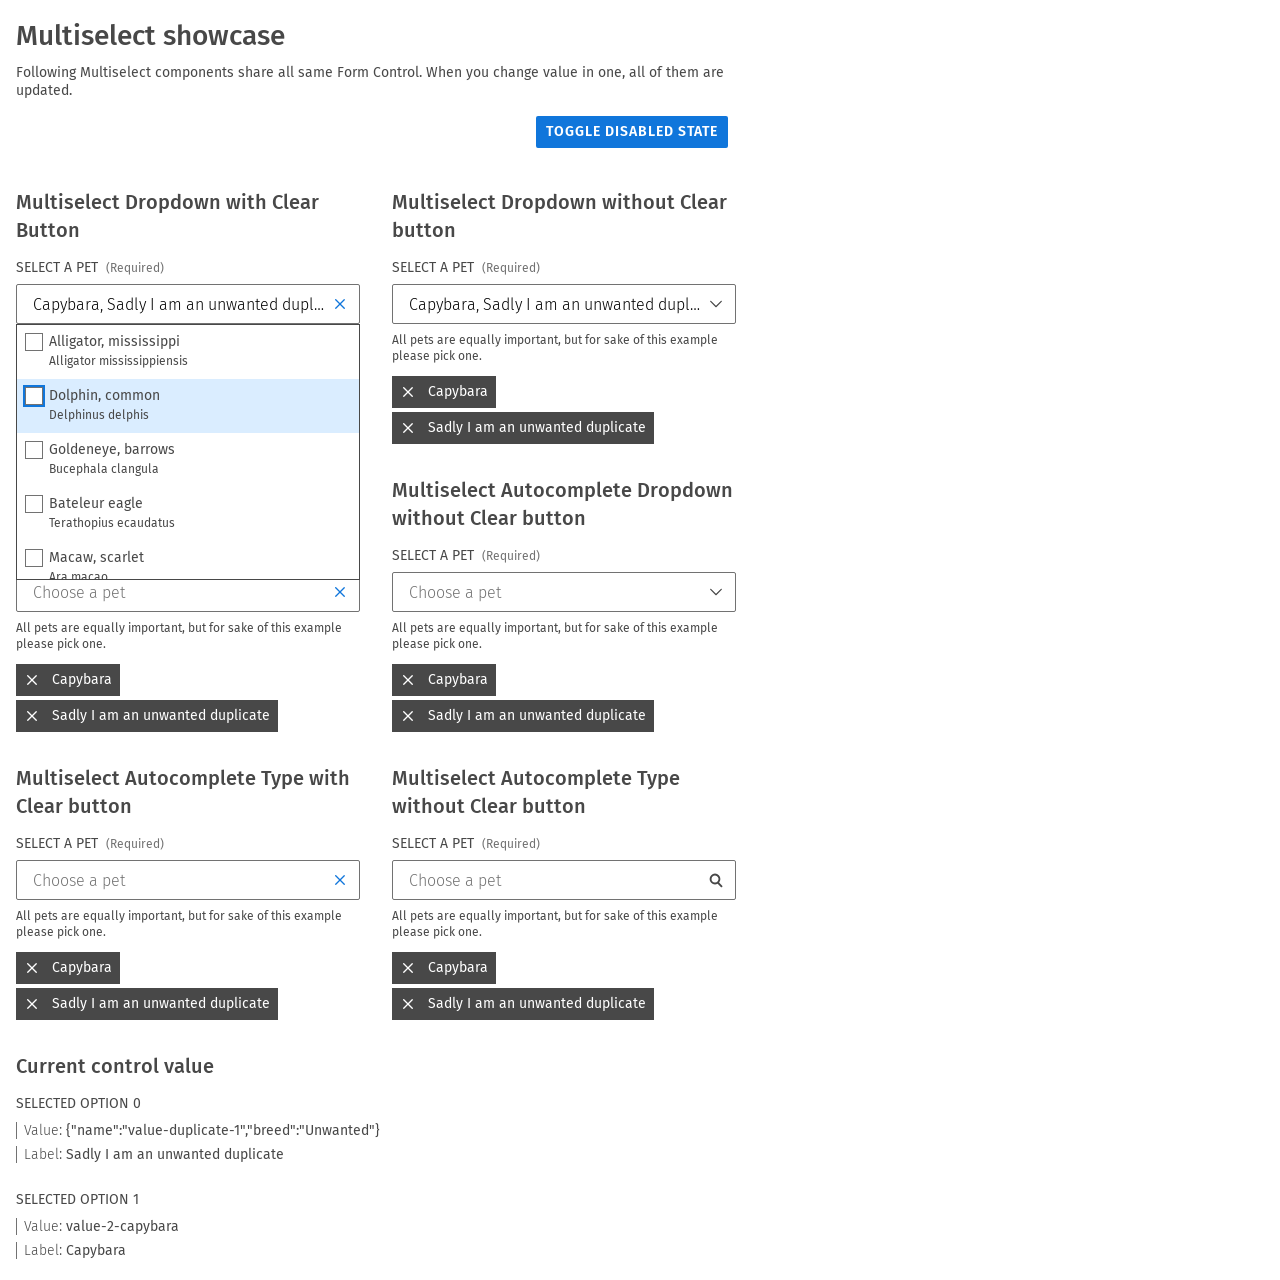 Multiselect showcase
Following Multiselect components share all same Form Control. When you change value in one, all of them are
updated.
TOGGLE DISABLED STATE
Multiselect Dropdown with Clear
Button
SELECT A PET (Required)
Capybara, Sadly I am an unwanted dupl...
Alligator, mississippi
Alligator mississippiensis
Dolphin, common
Delphinus delphis
Goldeneye, barrows
Bucephala clangula
Bateleur eagle
Terathopius ecaudatus
Macaw, scarlet
Ara macao
Choose a pet
All pets are equally important, but for sake of this example
please pick one.
Capybara
Sadly I am an unwanted duplicate
Multiselect Dropdown without Clear
button
SELECT A PET (Required)
Capybara, Sadly I am an unwanted dupl...
All pets are equally important, but for sake of this example
please pick one.
Capybara
Sadly I am an unwanted duplicate
Multiselect Autocomplete Dropdown
without Clear button
SELECT A PET (Required)
Choose a pet
All pets are equally important, but for sake of this example
please pick one.
Capybara
Sadly I am an unwanted duplicate
Multiselect Autocomplete Type with
Clear button
SELECT A PET (Required)
Choose a pet
All pets are equally important, but for sake of this example
please pick one.
Capybara
Sadly I am an unwanted duplicate
Multiselect Autocomplete Type
without Clear button
SELECT A PET (Required)
Choose a pet
All pets are equally important, but for sake of this example
please pick one.
Capybara
Sadly I am an unwanted duplicate
Current control value
SELECTED OPTION 0
Value: {"name":"value-duplicate-1","breed":"Unwanted"}
Label: Sadly I am an unwanted duplicate
SELECTED OPTION 1
Value: value-2-capybara
Label: Capybara